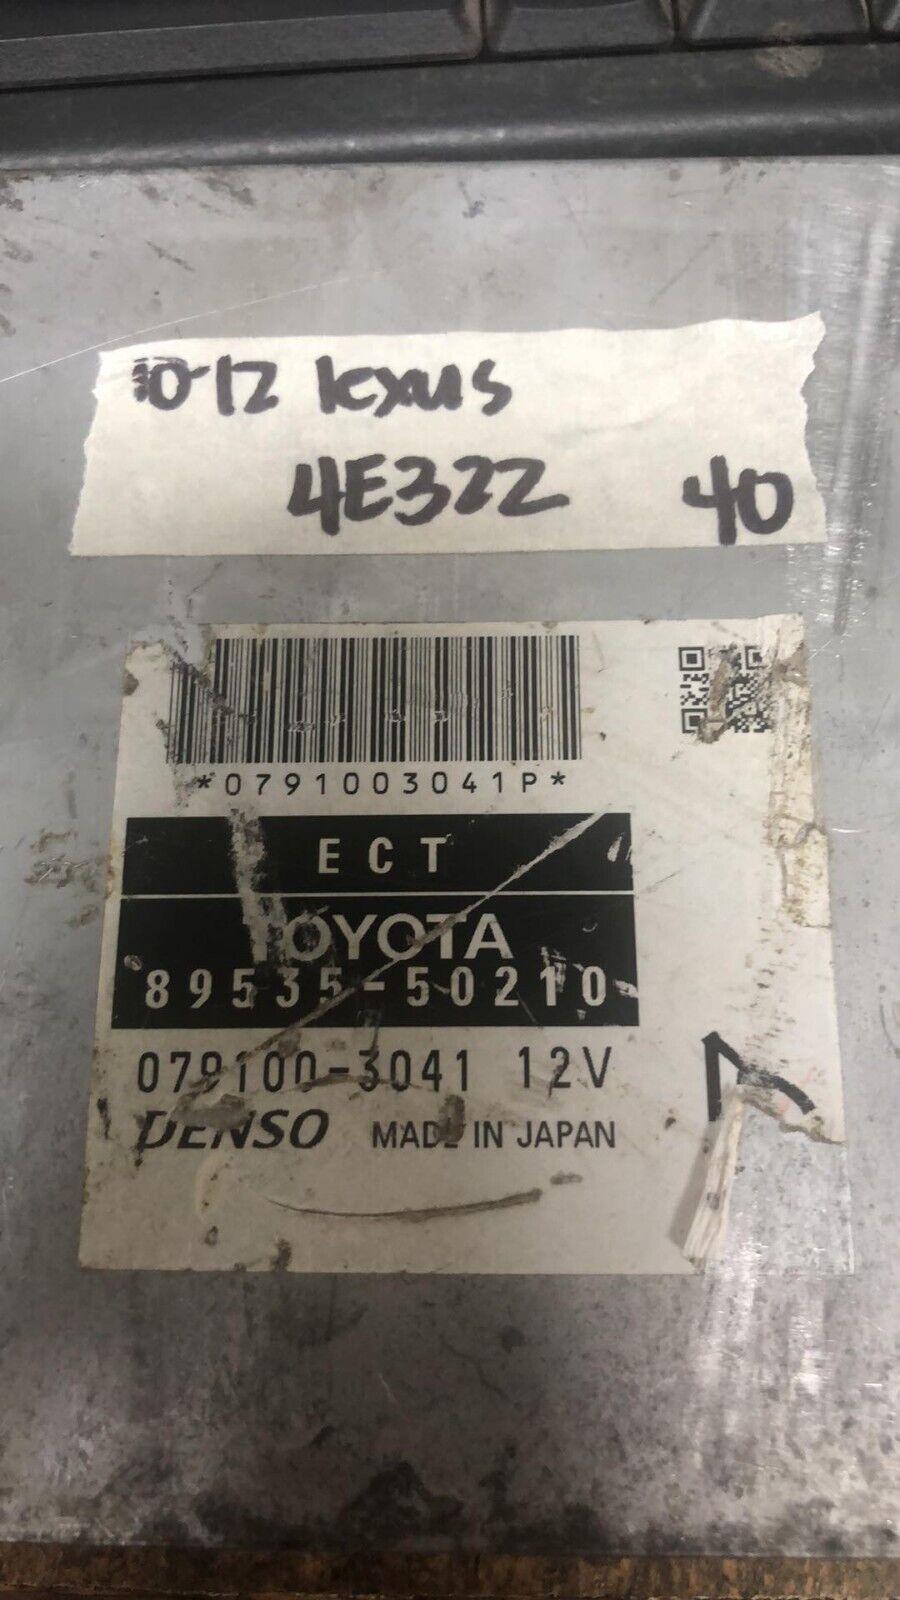 10-12 lexus
4E322 40
*0791003041P*
ECT
TOYOTA
89535-50210
079100-3041 12V
DENSO MADE IN JAPAN